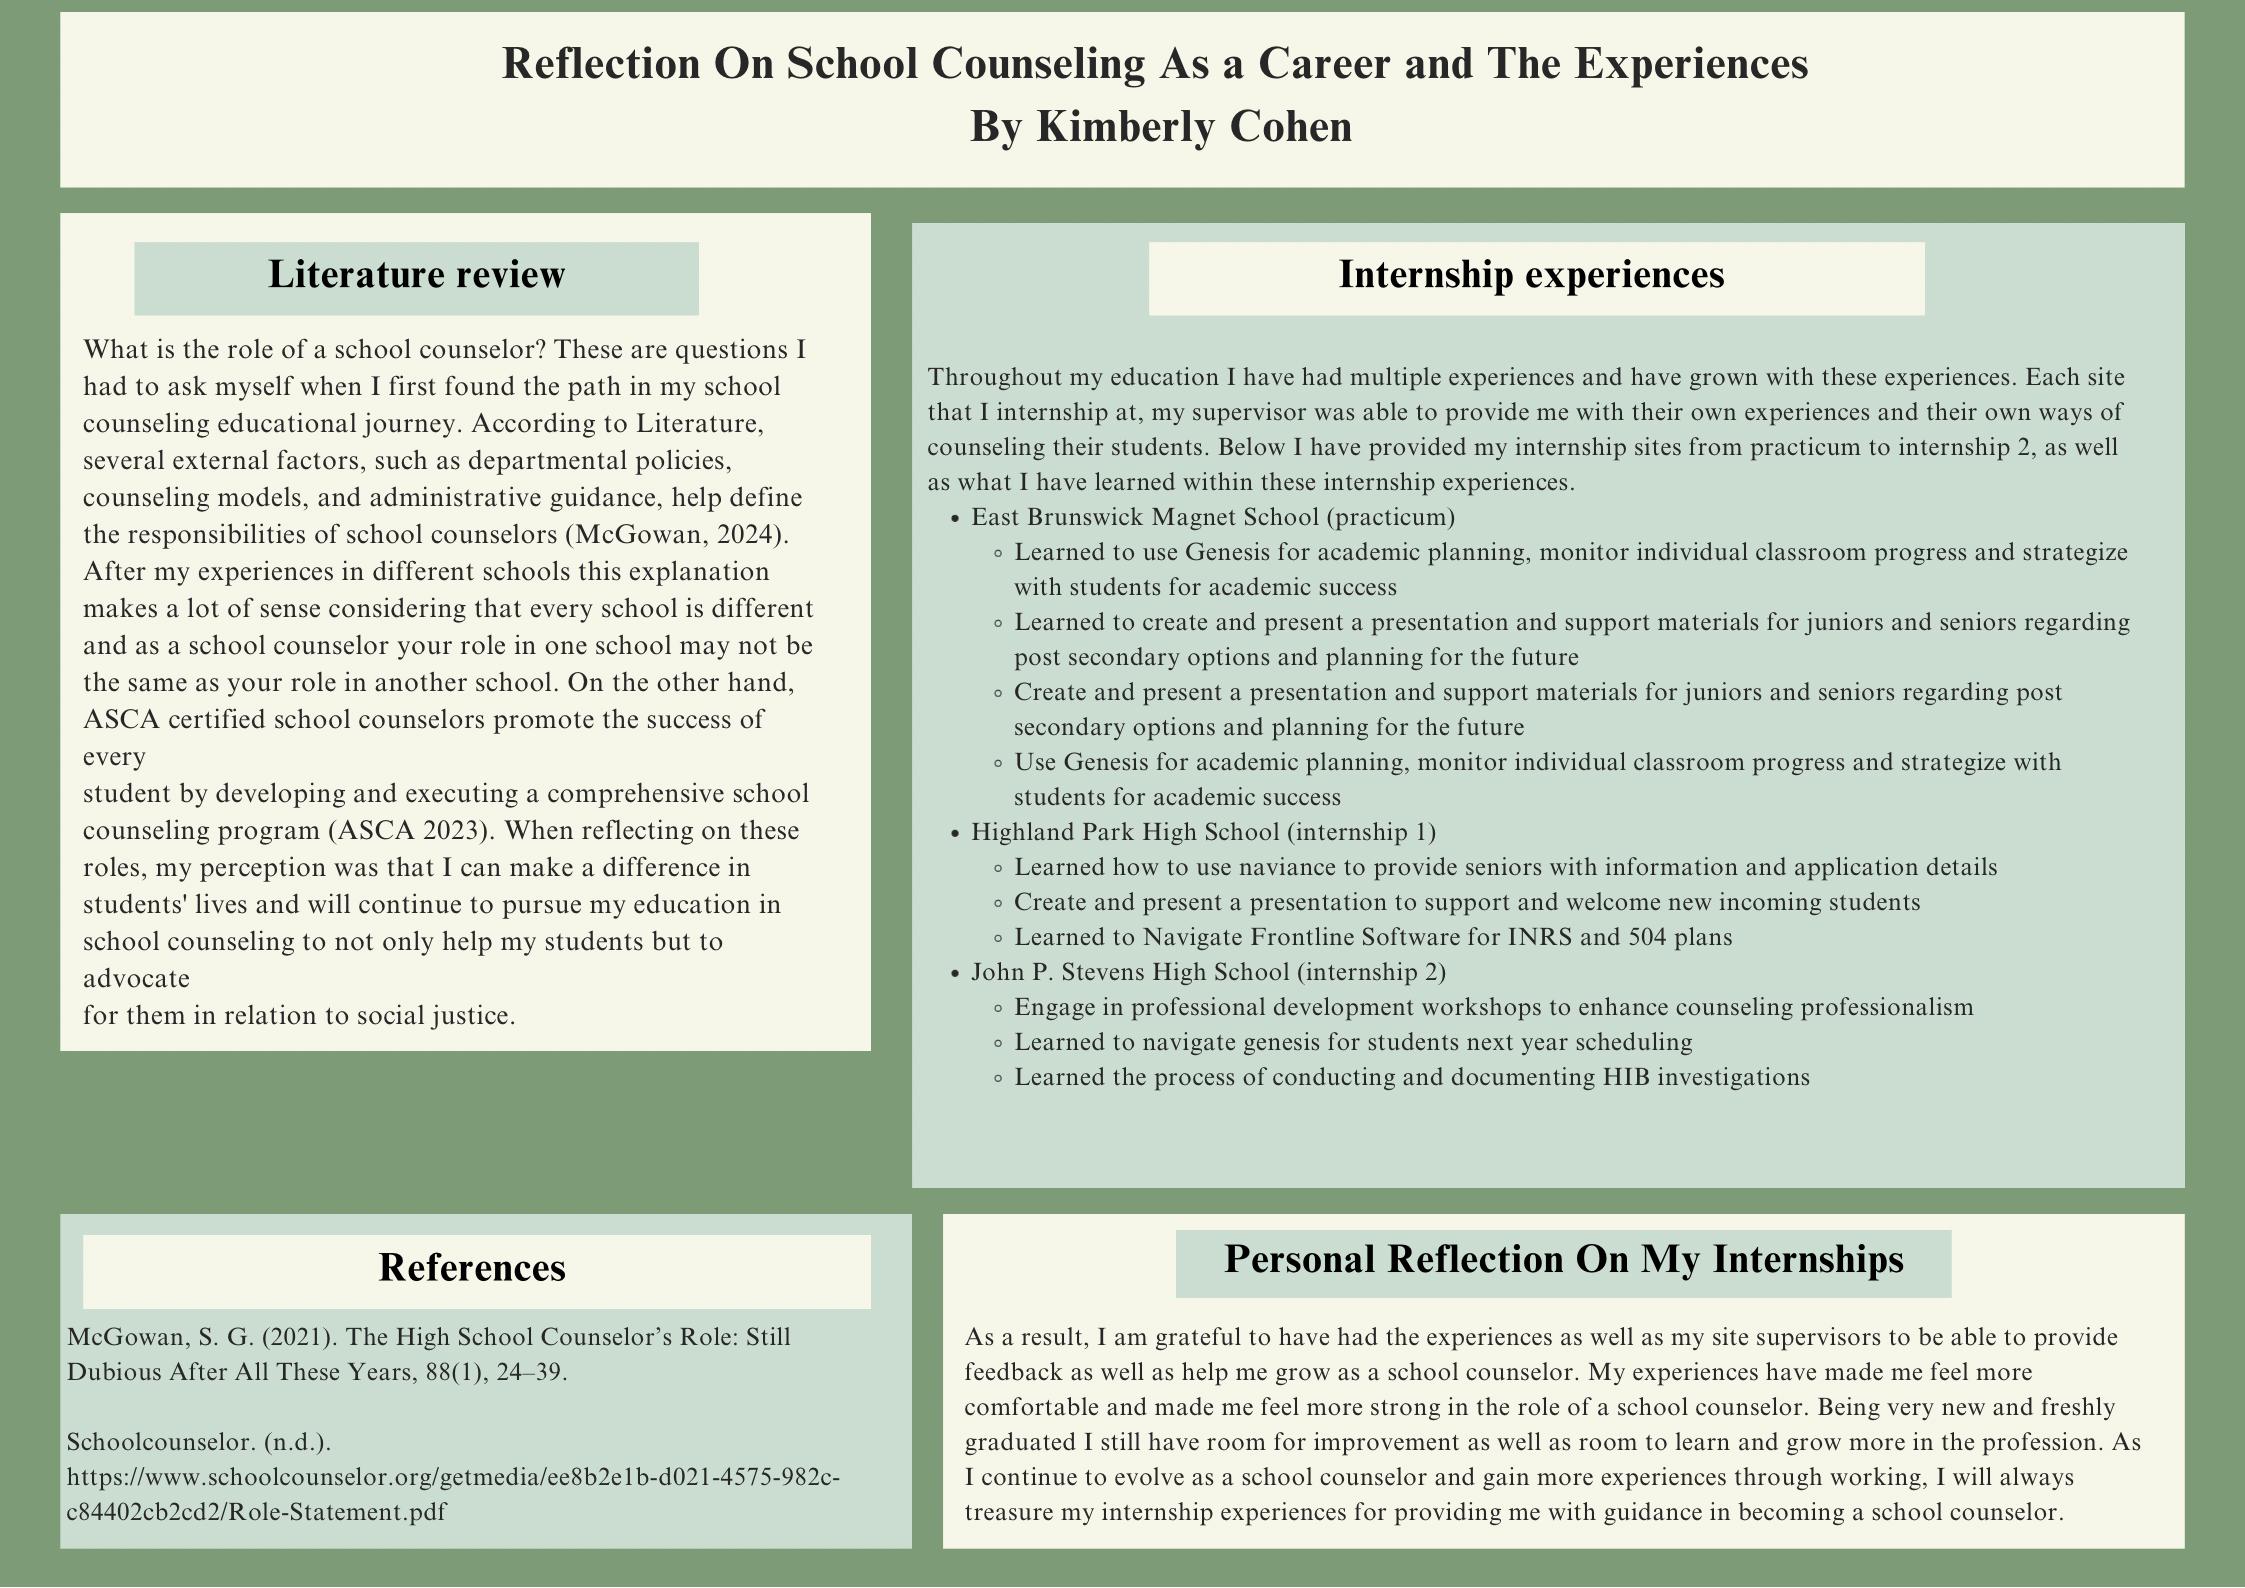 Reflection On School Counseling As a Career and The Experiences
By Kimberly Cohen
Literature review
What is the role of a school counselor? These are questions I
had to ask myself when I first found the path in my school
counseling educational journey. According to Literature,
several external factors, such as departmental policies,
counseling models, and administrative guidance, help define
the responsibilities of school counselors (McGowan, 2024).
After my experiences in different schools this explanation
makes a lot of sense considering that every school is different
and as a school counselor your role in one school may not be
the same as your role in another school. On the other hand,
ASCA certified school counselors promote the success of
every
student by developing and executing a comprehensive school
counseling program (ASCA 2023). When reflecting on these
roles, my perception was that I can make a difference in
students' lives and will continue to pursue my education in
school counseling to not only help my students but to
advocate
for them in relation to social justice.
Internship experiences
Throughout my education I have had multiple experiences and have grown with these experiences. Each site
that I internship at, my supervisor was able to provide me with their own experiences and their own ways of
counseling their students. Below I have provided my internship sites from practicum to internship 2, as well
as what I have learned within these internship experiences.
• East Brunswick Magnet School (practicum)
◦ Learned to use Genesis for academic planning, monitor individual classroom progress and strategize
with students for academic success
◦ Learned to create and present a presentation and support materials for juniors and seniors regarding
post secondary options and planning for the future
◦ Create and present a presentation and support materials for juniors and seniors regarding post
secondary options and planning for the future
◦ Use Genesis for academic planning, monitor individual classroom progress and strategize with
students for academic success
• Highland Park High School (internship 1)
◦ Learned how to use naviance to provide seniors with information and application details
◦ Create and present a presentation to support and welcome new incoming students
◦ Learned to Navigate Frontline Software for INRS and 504 plans
• John P. Stevens High School (internship 2)
◦ Engage in professional development workshops to enhance counseling professionalism
◦ Learned to navigate genesis for students next year scheduling
◦ Learned the process of conducting and documenting HIB investigations
References
McGowan, S. G. (2021). The High School Counselor’s Role: Still
Dubious After All These Years, 88(1), 24–39.
Schoolcounselor. (n.d.).
https://www.schoolcounselor.org/getmedia/ee8b2e1b-d021-4575-982c-
c84402cb2cd2/Role-Statement.pdf
Personal Reflection On My Internships
As a result, I am grateful to have had the experiences as well as my site supervisors to be able to provide
feedback as well as help me grow as a school counselor. My experiences have made me feel more
comfortable and made me feel more strong in the role of a school counselor. Being very new and freshly
graduated I still have room for improvement as well as room to learn and grow more in the profession. As
I continue to evolve as a school counselor and gain more experiences through working, I will always
treasure my internship experiences for providing me with guidance in becoming a school counselor.